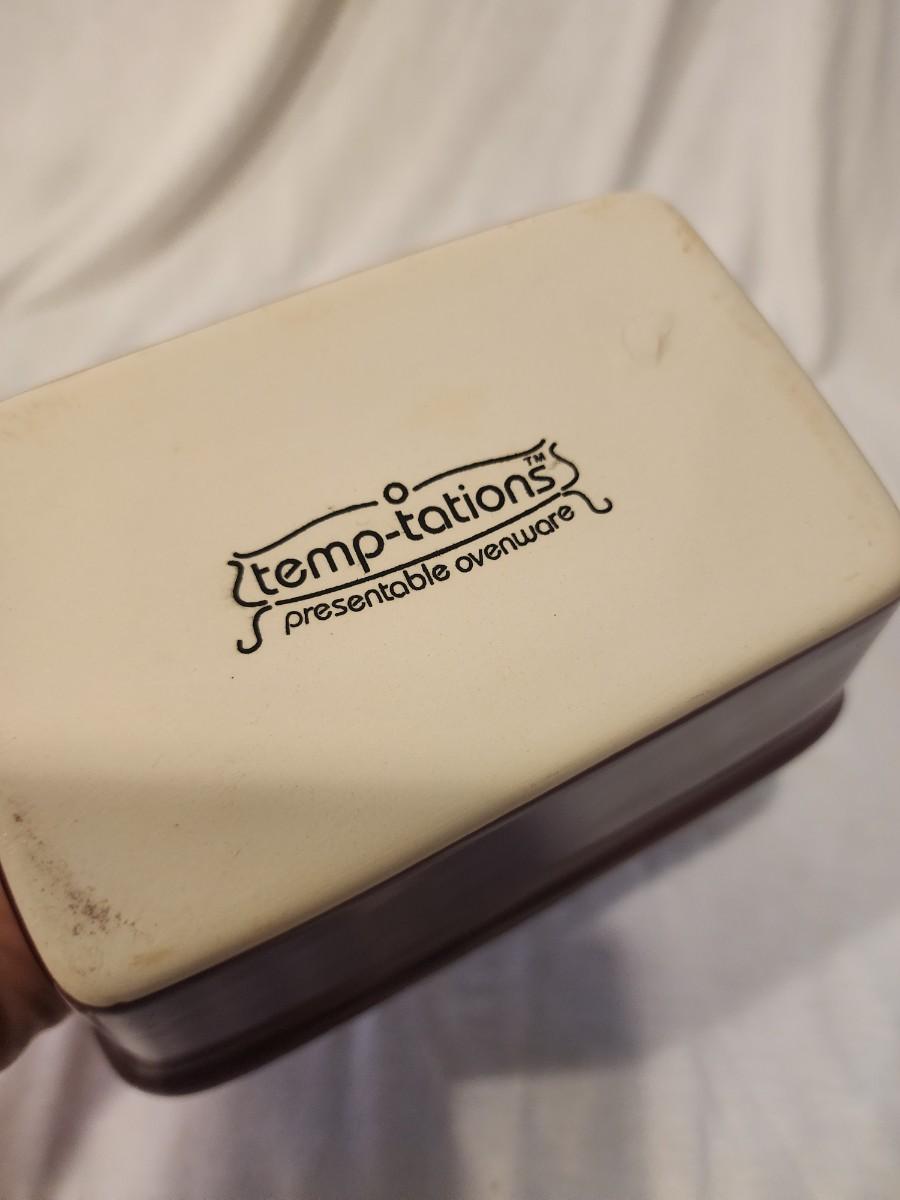 temp-tations™
presentable ovenware